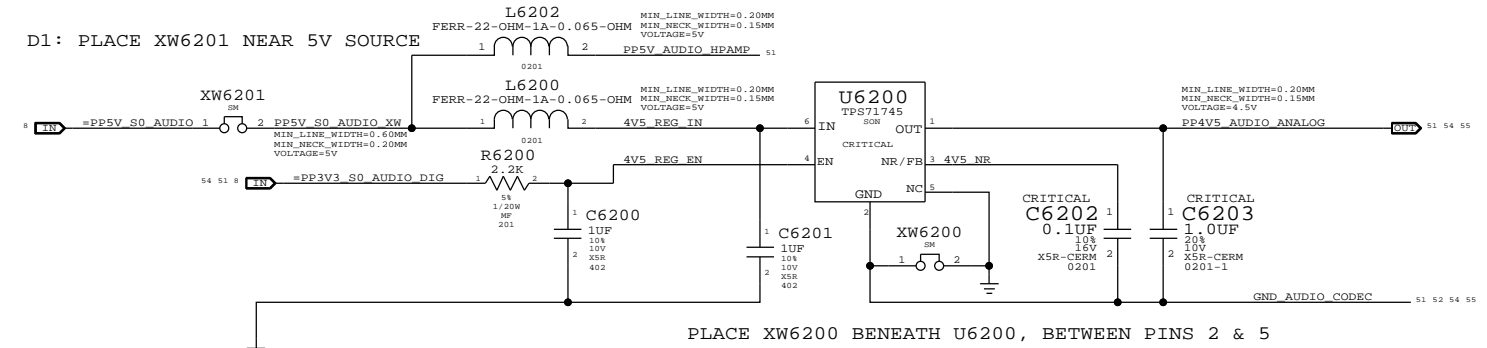 L6202
FERR-22-OHM-1A-0.065-OHM
MIN_LINE_WIDTH=0.20MM
MIN_NECK_WIDTH=0.15MM
VOLTAGE=5V
D1: PLACE XW6201 NEAR 5V SOURCE
1
2
PP5V_AUDIO_HPAMP
51
0201
L6200
FERR-22-OHM-1A-0.065-OHM
MIN_LINE_WIDTH=0.20MM
MIN_NECK_WIDTH=0.15MM
VOLTAGE=5V
XW6201
SM
8
IN
=PP5V_S0_AUDIO
1
2
PP5V_S0_AUDIO_XW
MIN_LINE_WIDTH=0.60MM
MIN_NECK_WIDTH=0.20MM
VOLTAGE=5V
1
2
0201
4V5_REG_IN
U6200
TPS71745
SON
CRITICAL
6
IN
OUT
1
4
EN
NR/FB
3
4V5_NR
NC
5
GND
2
MIN_LINE_WIDTH=0.20MM
MIN_NECK_WIDTH=0.15MM
VOLTAGE=4.5V
PP4V5_AUDIO_ANALOG
OUT
51 54 55
R6200
2.2K
4V5_REG_EN
54 51 8
IN
=PP3V3_S0_AUDIO_DIG
1
2
5%
1/20W
MF
201
1
C6200
1UF
10%
10V
X5R
402
2
1
C6201
1UF
10%
10V
X5R
402
2
XW6200
SM
1
2
CRITICAL
C6202
0.1UF
10%
16V
X5R-CERM
0201
1
2
CRITICAL
C6203
1.0UF
20%
10V
X5R-CERM
0201-1
1
2
GND_AUDIO_CODEC
51 52 54 55
PLACE XW6200 BENEATH U6200, BETWEEN PINS 2 & 5